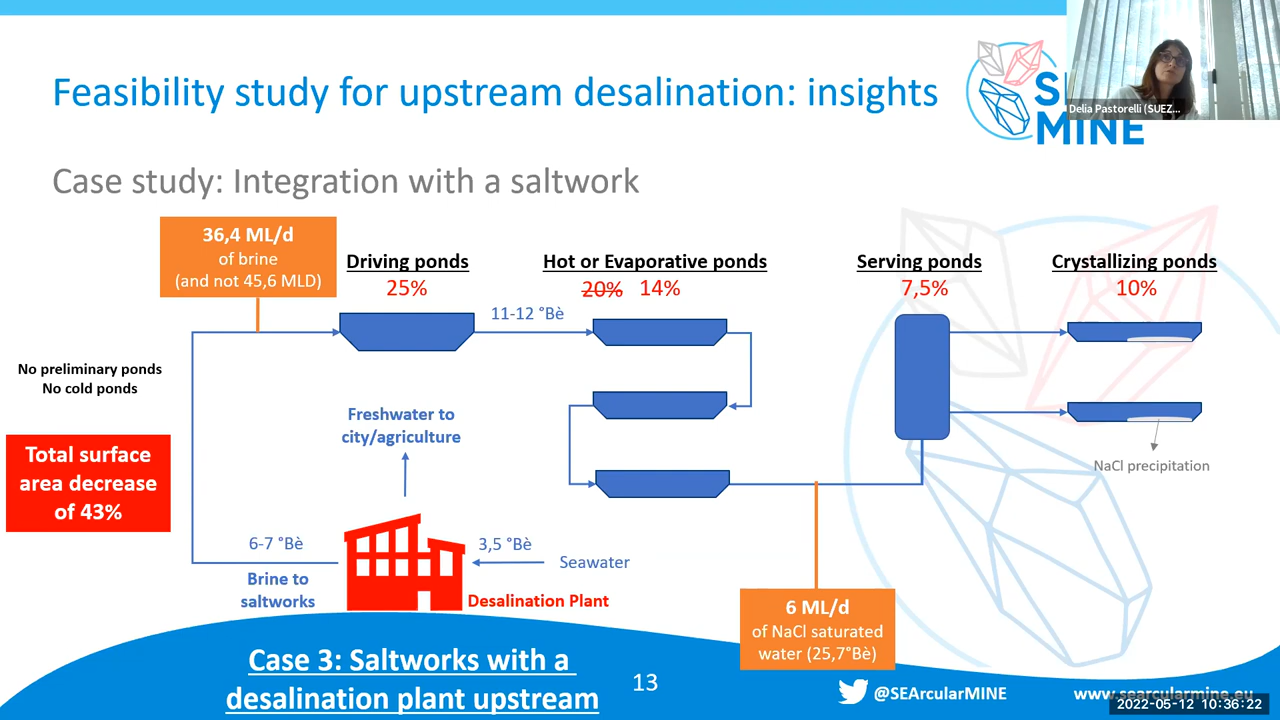 Feasibility study for upstream desalination: insights
Delia Pastorelli (SUEZ...
MINE
Case study: Integration with a saltwork
36,4 ML/d
of brine
(and not 45,6 MLD)
Driving ponds
25%
Hot or Evaporative ponds
20% 14%
Serving ponds
7,5%
Crystallizing ponds
10%
11-12 °Bè
No preliminary ponds
No cold ponds
Freshwater to
city/agriculture
Total surface
area decrease
of 43%
NaCl precipitation
6-7 °Bè
3,5 °Bè
Seawater
Brine to
saltworks
Desalination Plant
6 ML/d
of NaCl saturated
water (25,7°Bè)
Case 3: Saltworks with a
desalination plant upstream
13
@SEArcularMINE
www.searcularmine.eu
2022-05-12 10:36:22